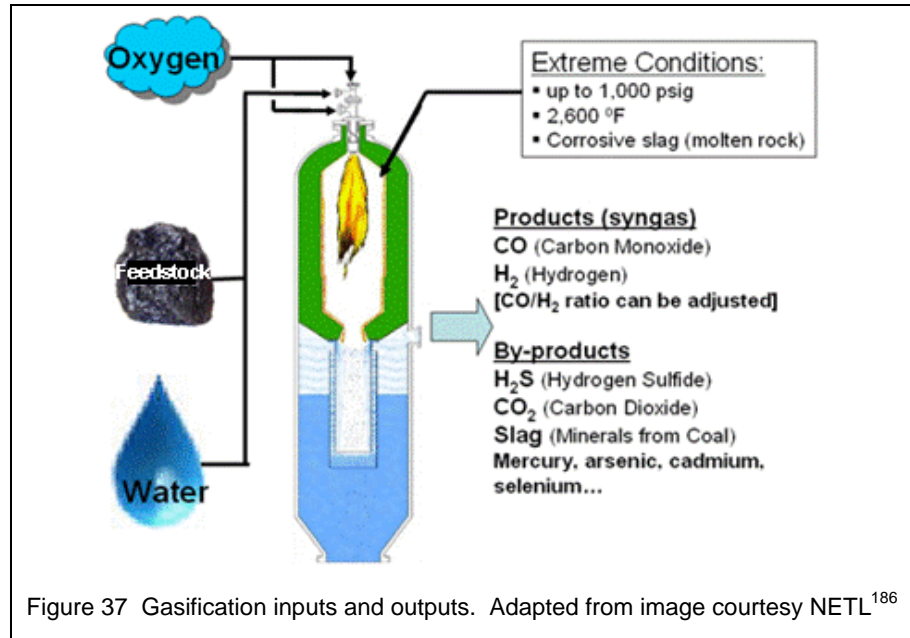 Oxygen
Feedstock
Water
Extreme Conditions:
▪ up to 1,000 psig
▪ 2,600 ºF
▪ Corrosive slag (molten rock)
Products (syngas)
CO (Carbon Monoxide)
H₂ (Hydrogen)
[CO/H₂ ratio can be adjusted]
By-products
H₂S (Hydrogen Sulfide)
CO₂ (Carbon Dioxide)
Slag (Minerals from Coal)
Mercury, arsenic, cadmium,
selenium…
Figure 37 Gasification inputs and outputs. Adapted from image courtesy NETL¹⁸⁶